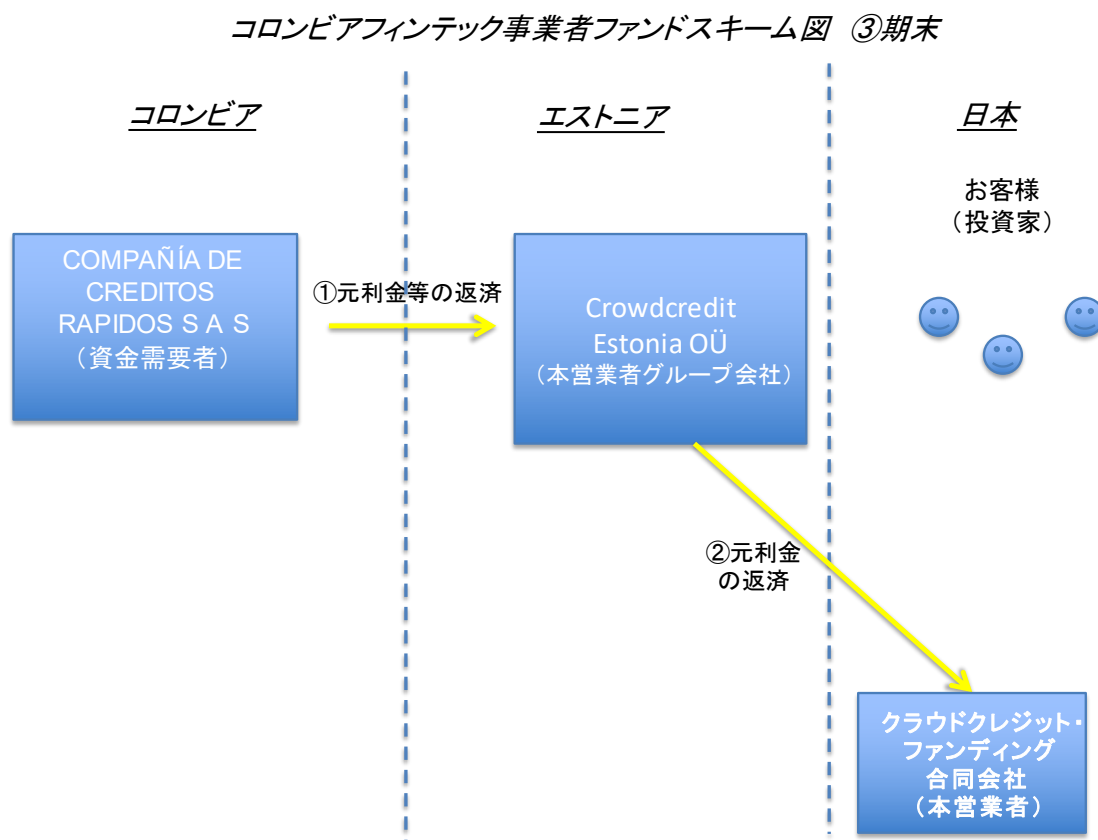 コロンビアフィンテック事業者ファンドスキーム図　③期末
コロンビア
エストニア
日本
お客様
（投資家）
COMPAÑÍA DE
CREDITOS
RAPIDOS S A S
（資金需要者）
①元利金等の返済
Crowdcredit
Estonia OÜ
（本営業者グループ会社）
②元利金
の返済
クラウドクレジット・
ファンディング
合同会社
（本営業者）